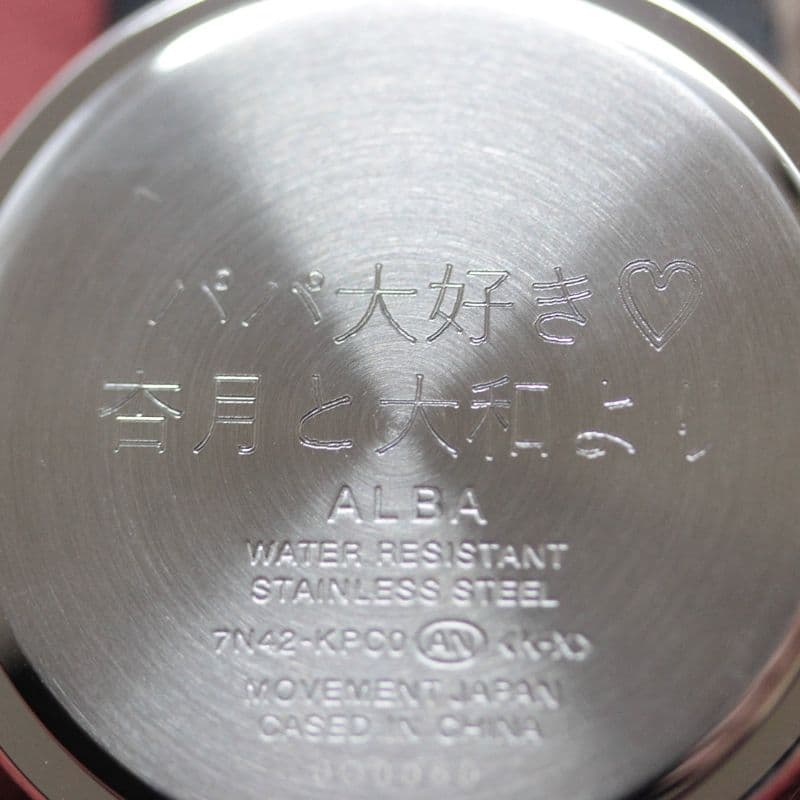 パパ大好き♡
杏月と大和より
ALBA
WATER RESISTANT
STAINLESS STEEL
7N42-KPC0 AN
MOVEMENT JAPAN
CASED IN CHINA